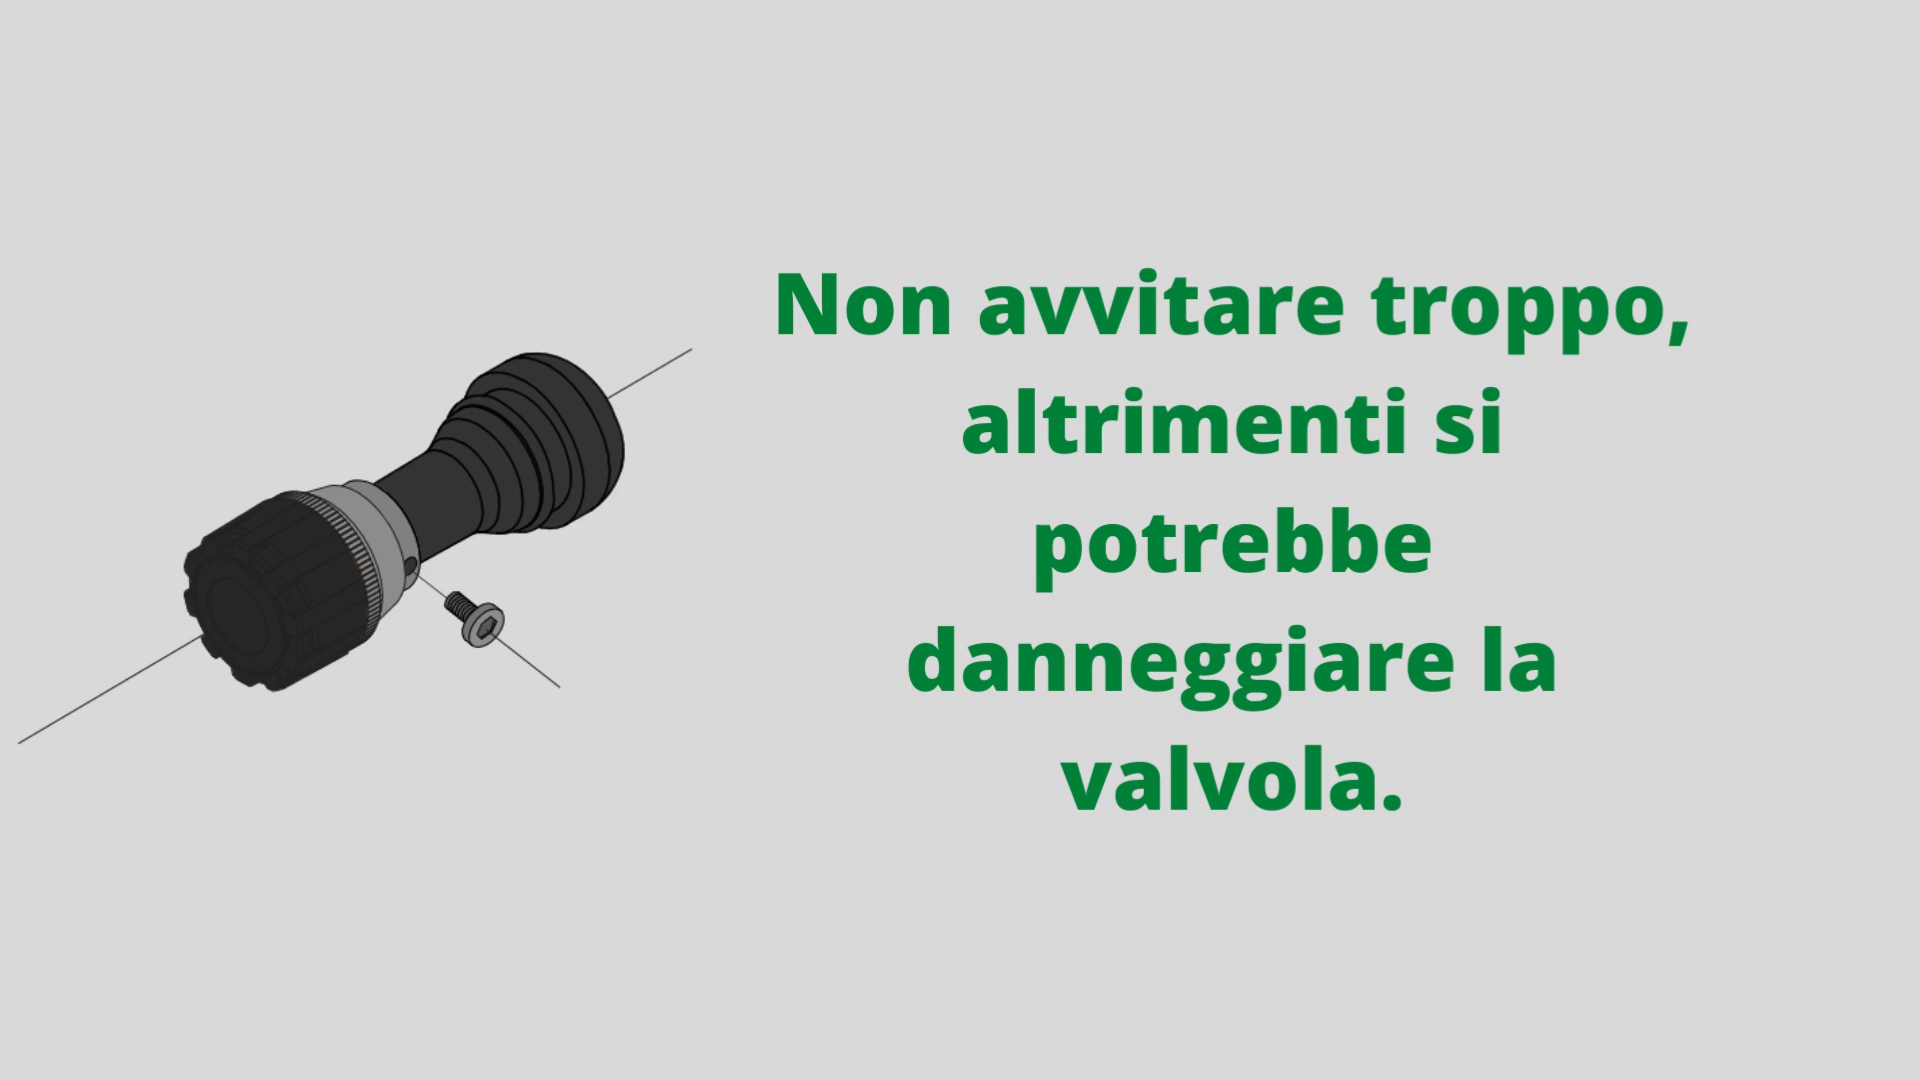 Non avvitare troppo,
altrimenti si
potrebbe
danneggiare la
valvola.